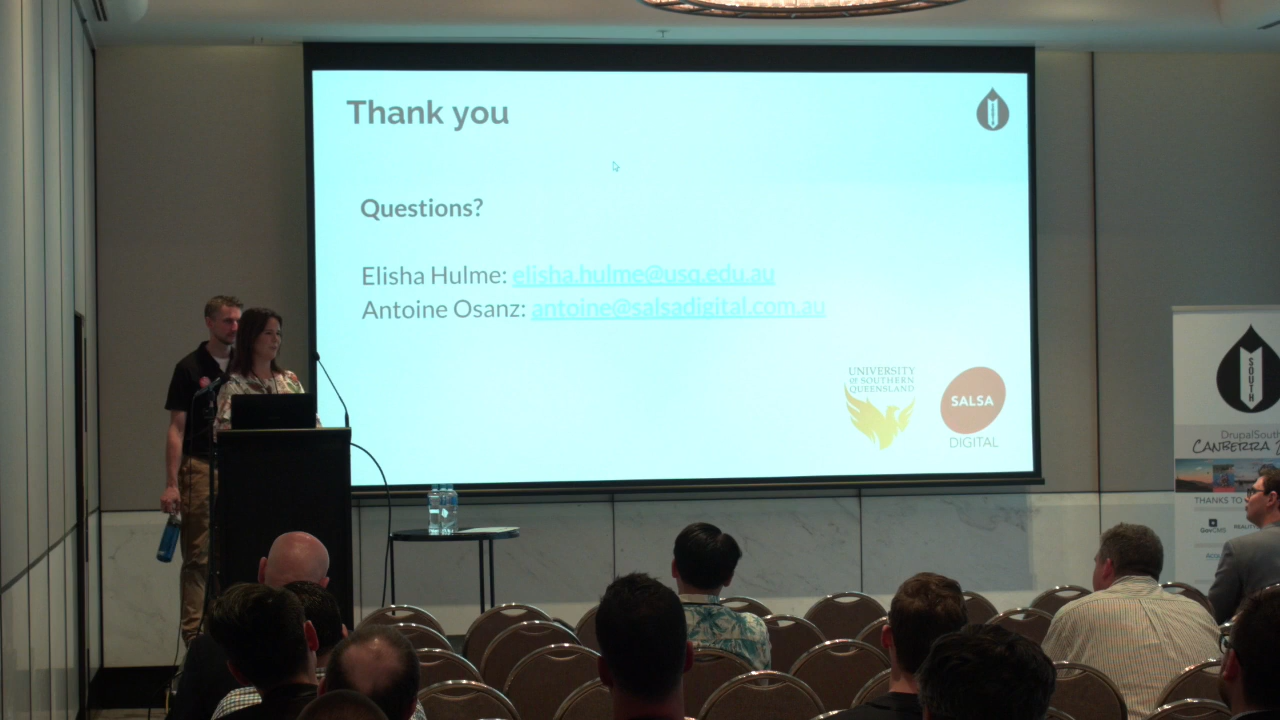 Thank you
Questions?
Elisha Hulme: elisha.hulme@usq.edu.au
Antoine Osanz: antoine@salsadigital.com.au
UNIVERSITY
OF SOUTHERN
QUEENSLAND
SALSA
DIGITAL
SOUTH
DrupalSouth
CANBERRA
THANKS TO
GovCMS